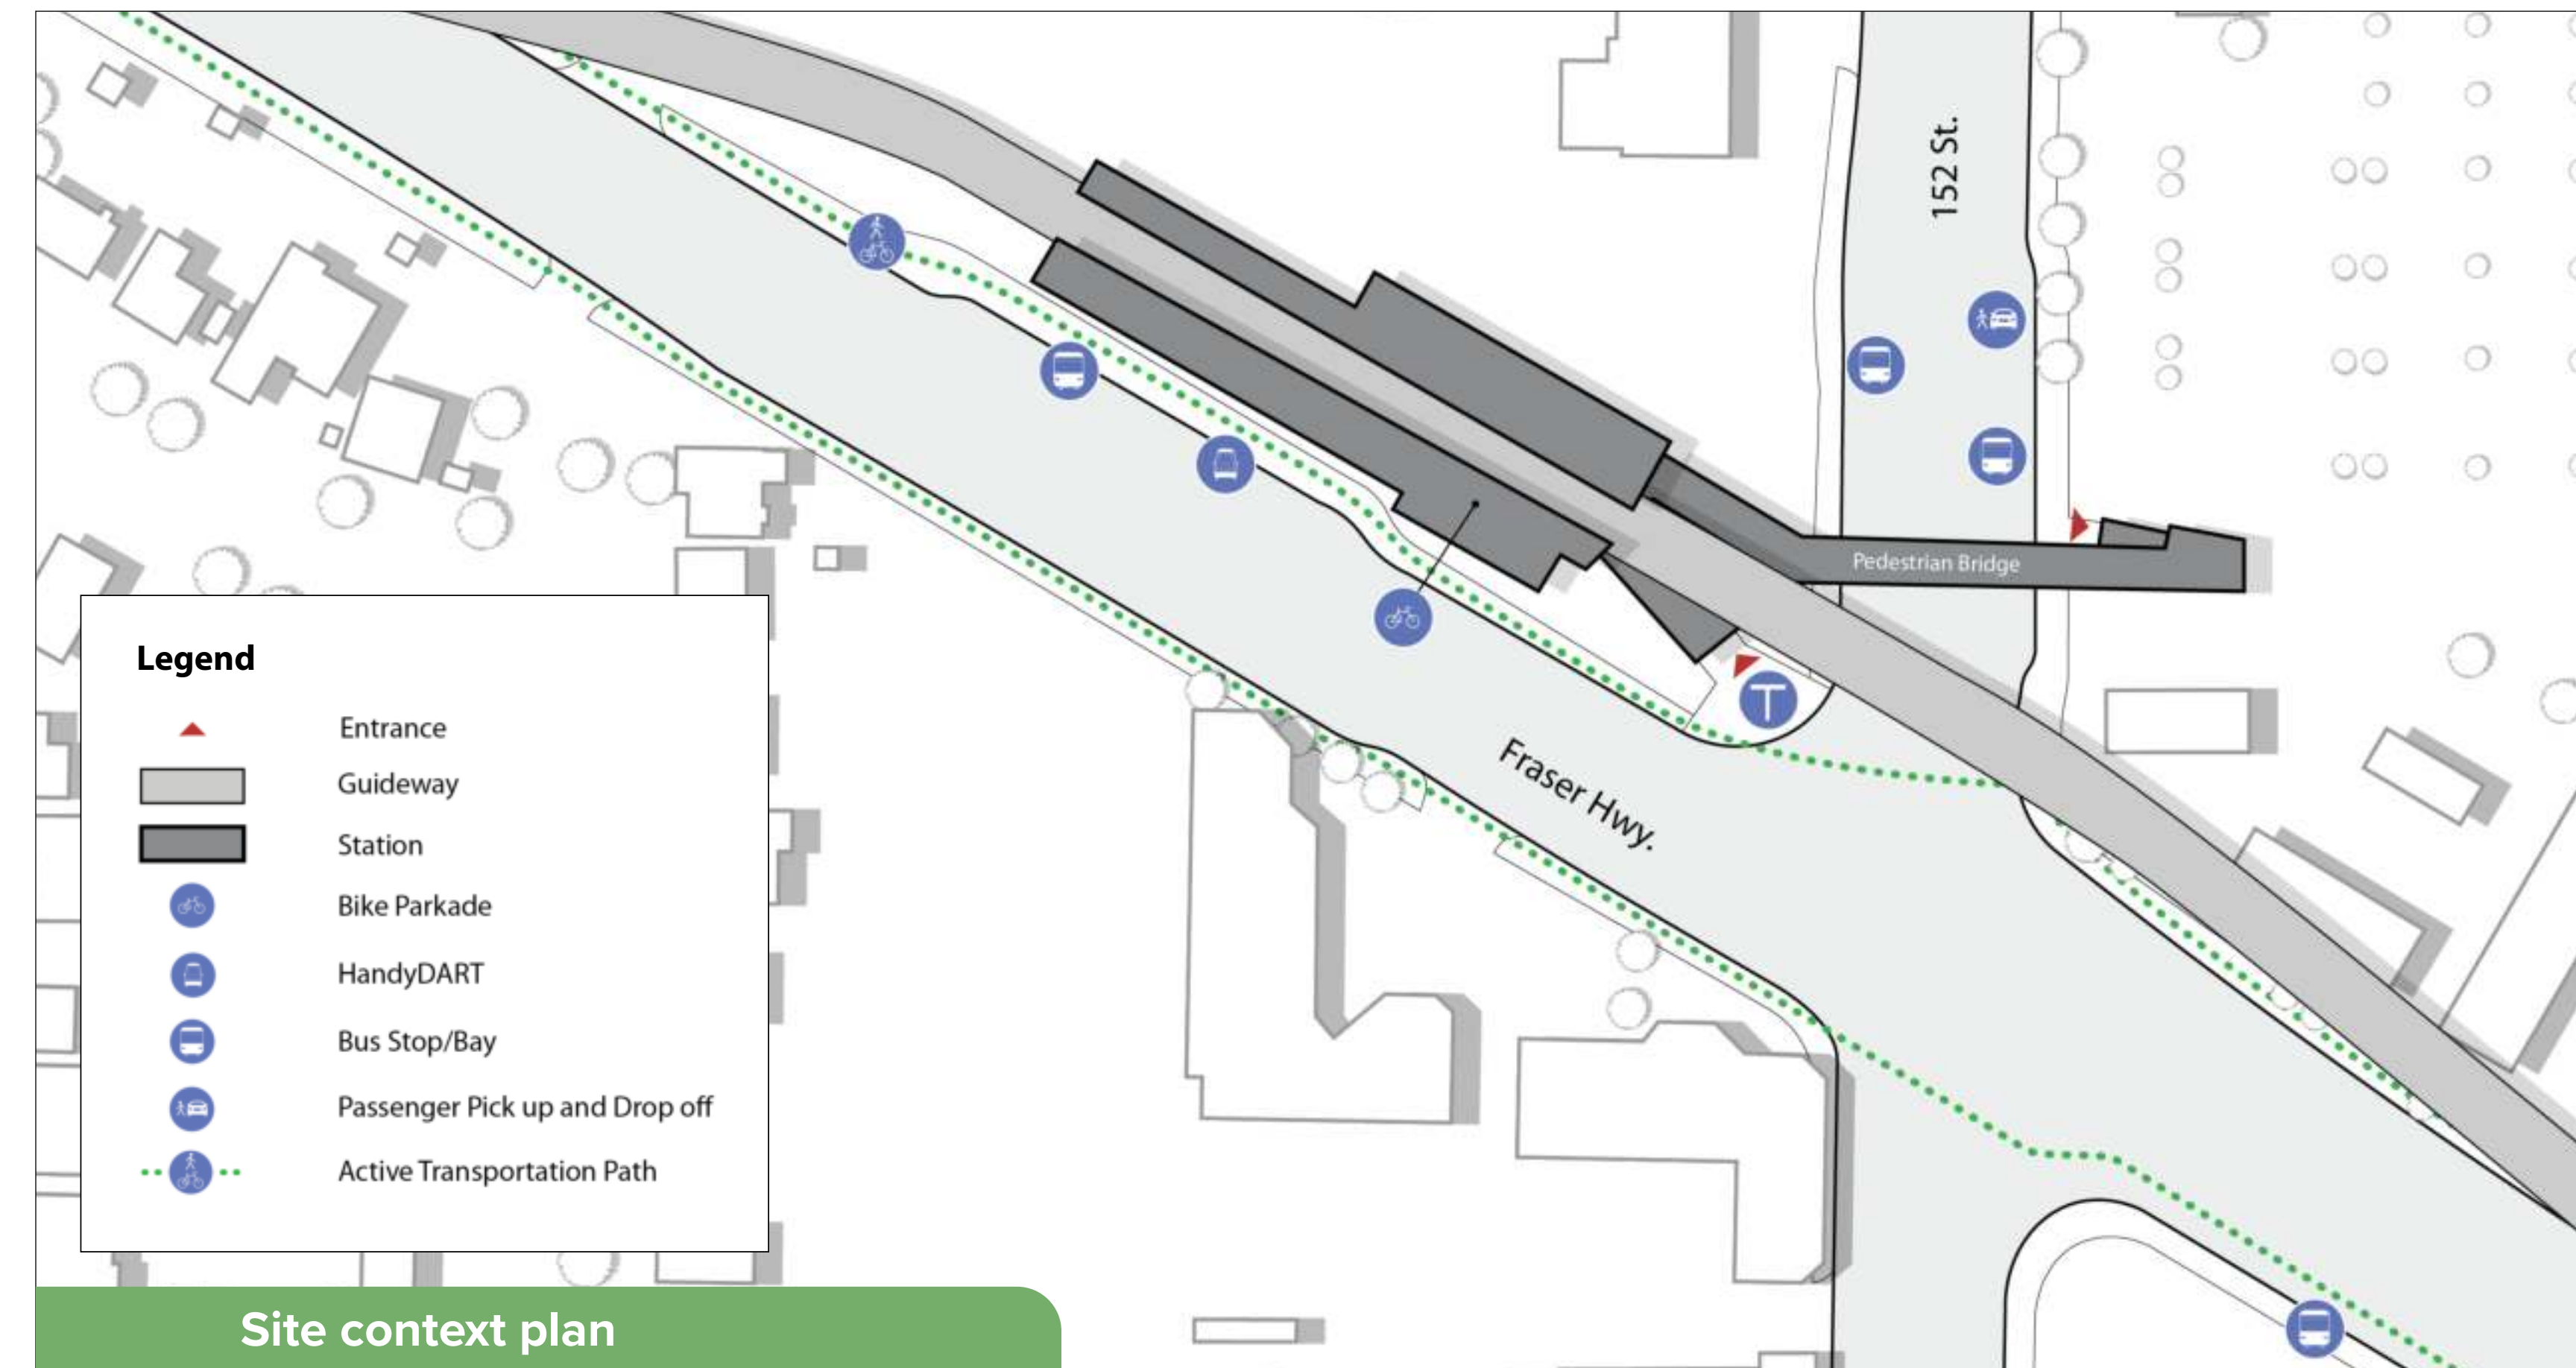 152 St.
Pedestrian Bridge
T
Fraser Hwy.
Legend
Entrance
Guideway
Station
Bike Parkade
HandyDART
Bus Stop/Bay
Passenger Pick up and Drop off
Active Transportation Path
Site context plan